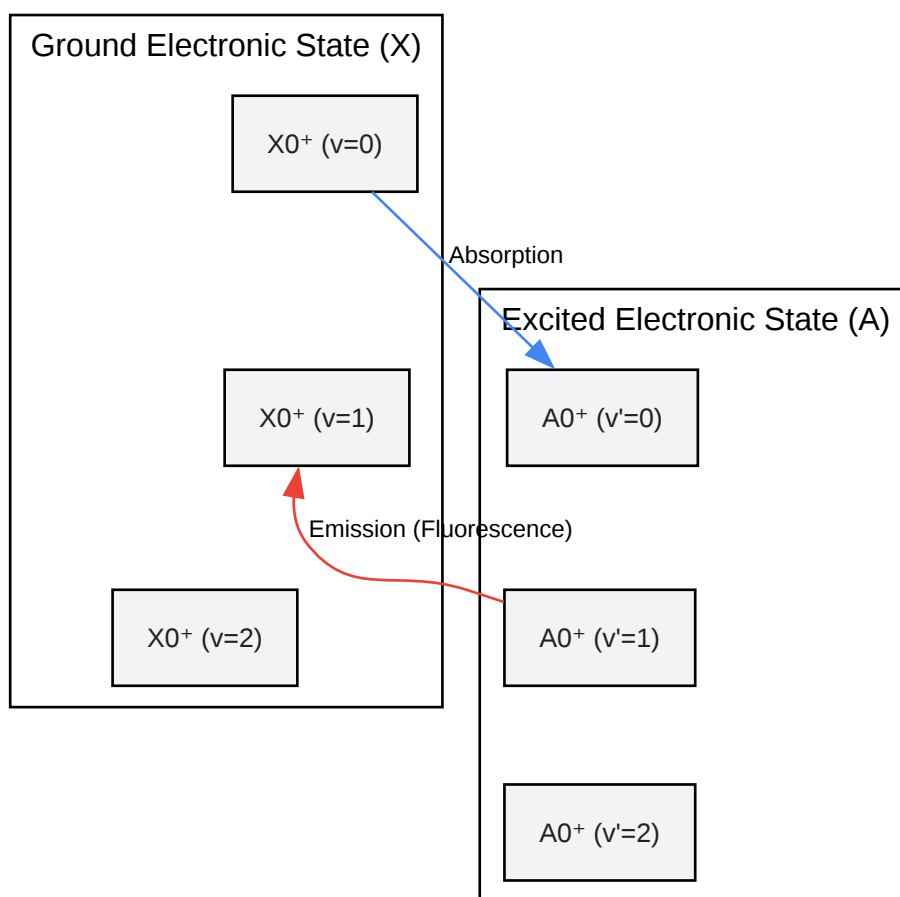 Ground Electronic State (X)
X0⁺ (v=0)
Absorption
Excited Electronic State (A)
X0⁺ (v=1)
A0⁺ (v'=0)
Emission (Fluorescence)
X0⁺ (v=2)
A0⁺ (v'=1)
A0⁺ (v'=2)